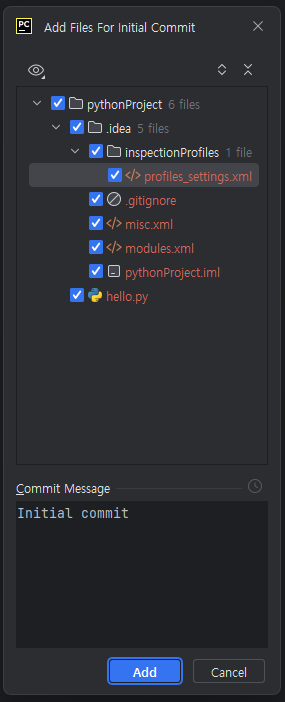 PC
Add Files For Initial Commit
pythonProject 6 files
.idea 5 files
inspectionProfiles 1 file
profiles_settings.xml
.gitignore
misc.xml
modules.xml
pythonProject.iml
hello.py
Commit Message
Initial commit
Add
Cancel